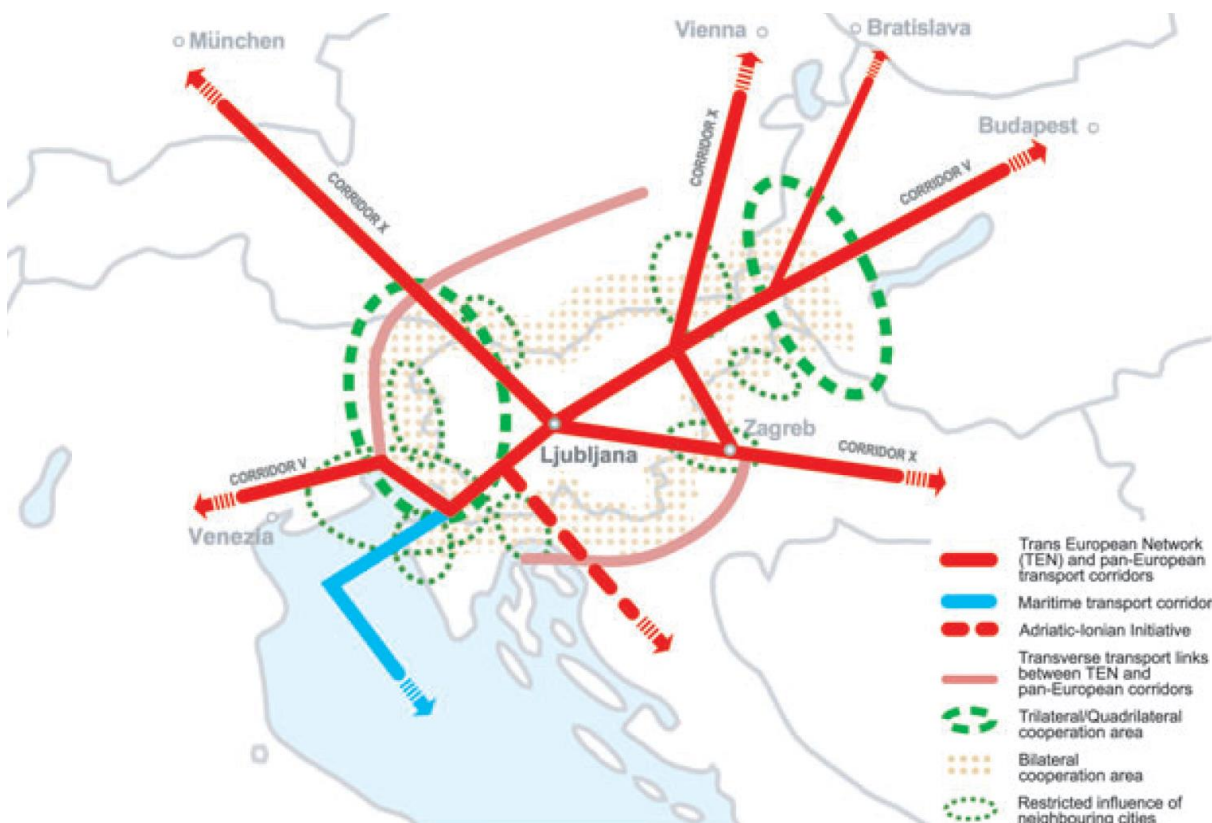 München
Vienna
Bratislava
Budapest
CORRIDOR X
CORRIDOR X
CORRIDOR V
Ljubljana
Zagreb
CORRIDOR X
CORRIDOR V
Venezia
Trans European Network
(TEN) and pan-European
transport corridors
Maritime transport corridor
Adriatic-Ionian Initiative
Transverse transport links
between TEN and
pan-European corridors
Trilateral/Quadrilateral
cooperation area
Bilateral
cooperation area
Restricted influence of
neighbouring cities